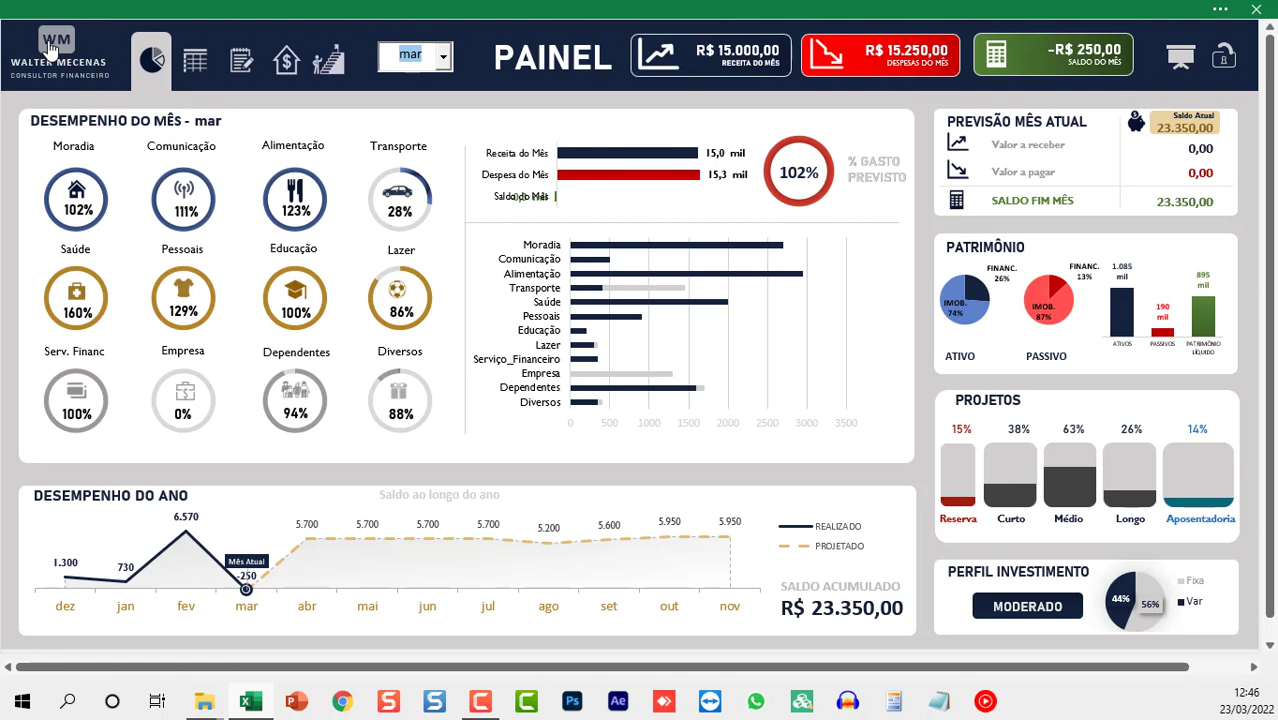 WM
WALTER MECENAS
CONSULTOR FINANCEIRO
mar
PAINEL
R$ 15.000,00
RECEITA DO MÊS
R$ 15.250,00
DESPESAS DO MÊS
-R$ 250,00
SALDO DO MÊS
DESEMPENHO DO MÊS - mar
Moradia
Comunicação
Alimentação
Transporte
102%
111%
123%
28%
Saúde
Pessoais
Educação
Lazer
160%
129%
100%
86%
Serv. Financ
Empresa
Dependentes
Diversos
100%
0%
94%
88%
Receita do Mês
15,0 mil
Despesa do Mês
15,3 mil
Saldo do Mês
102%
% GASTO
PREVISTO
Moradia
Comunicação
Alimentação
Transporte
Saúde
Pessoais
Educação
Lazer
Serviço_Financeiro
Empresa
Dependentes
Diversos
0 500 1000 1500 2000 2500 3000 3500
PREVISÃO MÊS ATUAL
Saldo Atual
23.350,00
Valor a receber
0,00
Valor a pagar
0,00
SALDO FIM MÊS
23.350,00
PATRIMÔNIO
FINANC.
26%
IMOB.
74%
ATIVO
FINANC.
13%
IMOB.
87%
PASSIVO
1.085
mil
190
mil
895
mil
ATIVOS
PASSIVOS
PATRIMÔNIO
LÍQUIDO
PROJETOS
15% 38% 63% 26% 14%
Reserva Curto Médio Longo Aposentadoria
DESEMPENHO DO ANO
Saldo ao longo do ano
1.300
730
6.570
Mês Atual
-250
5.700
5.700
5.700
5.700
5.200
5.600
5.950
5.950
dez jan fev mar abr mai jun jul ago set out nov
REALIZADO
PROJETADO
SALDO ACUMULADO
R$ 23.350,00
PERFIL INVESTIMENTO
MODERADO
44%
56%
Fixa
Var
12:46
23/03/2022